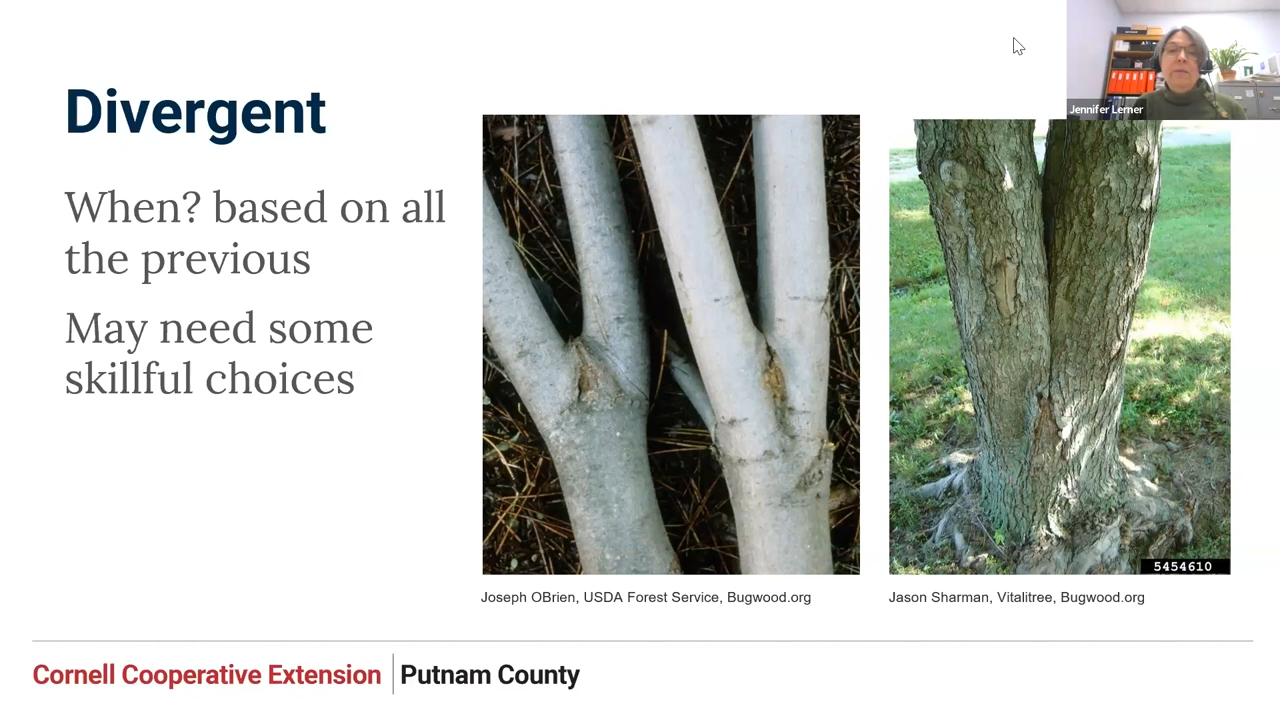 Jennifer Lerner
Divergent
When? based on all
the previous
May need some
skillful choices
5454610
Joseph OBrien, USDA Forest Service, Bugwood.org
Jason Sharman, Vitalitree, Bugwood.org
Cornell Cooperative Extension Putnam County